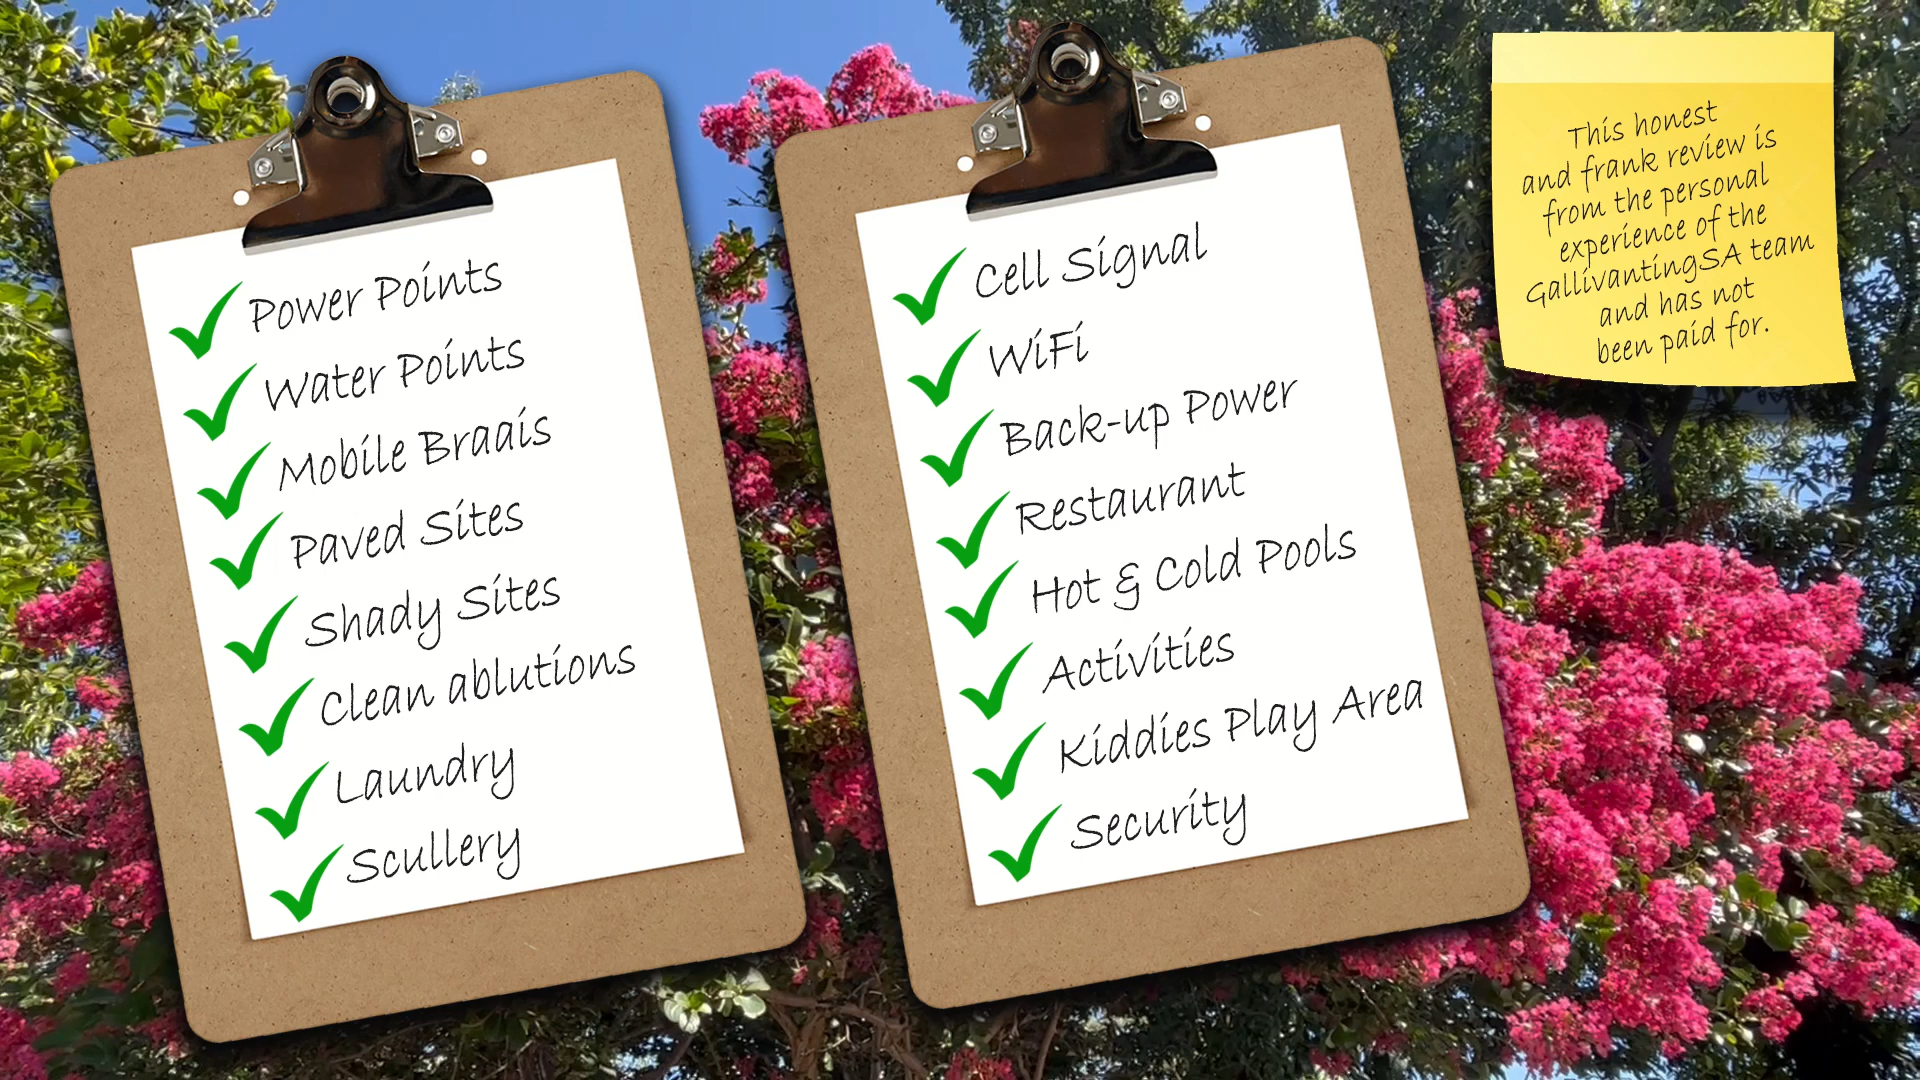 Power Points
Water Points
Mobile Braais
Paved Sites
Shady Sites
Clean ablutions
Laundry
Scullery
Cell Signal
WiFi
Back-up Power
Restaurant
Hot & Cold Pools
Activities
Kiddies Play Area
Security
This honest
and frank review is
from the personal
experience of the
GallivantingSA team
and has not
been paid for.